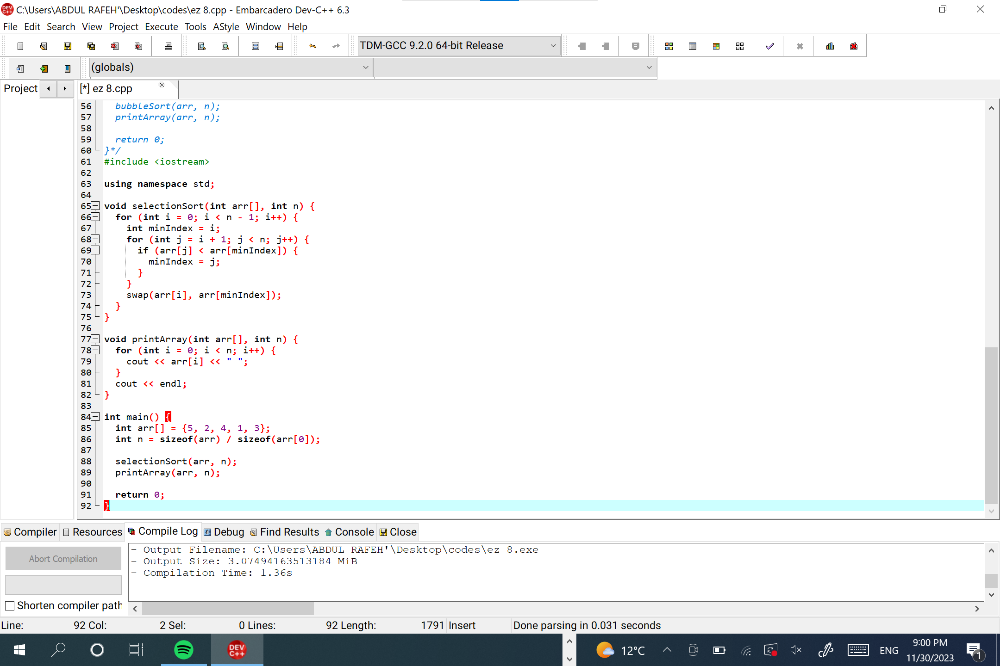 C:\Users\ABDUL RAFEH'\Desktop\codes\ez 8.cpp - Embarcadero Dev-C++ 6.3
File Edit Search View Project Execute Tools AStyle Window Help
TDM-GCC 9.2.0 64-bit Release
(globals)
Project [*] ez 8.cpp
56 bubbleSort(arr, n);
57 printArray(arr, n);
58
59 return 0;
60 }*/
61 #include <iostream>
62
63 using namespace std;
64
65 void selectionSort(int arr[], int n) {
66 for (int i = 0; i < n - 1; i++) {
67 int minIndex = i;
68 for (int j = i + 1; j < n; j++) {
69 if (arr[j] < arr[minIndex]) {
70 minIndex = j;
71 }
72 }
73 swap(arr[i], arr[minIndex]);
74 }
75 }
76
77 void printArray(int arr[], int n) {
78 for (int i = 0; i < n; i++) {
79 cout << arr[i] << " ";
80 }
81 cout << endl;
82 }
83
84 int main() {
85 int arr[] = {5, 2, 4, 1, 3};
86 int n = sizeof(arr) / sizeof(arr[0]);
87
88 selectionSort(arr, n);
89 printArray(arr, n);
90
91 return 0;
92 }
Compiler Resources Compile Log Debug Find Results Console Close
Abort Compilation
Shorten compiler path
- Output Filename: C:\Users\ABDUL RAFEH'\Desktop\codes\ez 8.exe
- Output Size: 3.07494163513184 MiB
- Compilation Time: 1.36s
Line: 92 Col: 2 Sel: 0 Lines: 92 Length: 1791 Insert Done parsing in 0.031 seconds
DEV C++
12°C
ENG
9:00 PM
11/30/2023
1